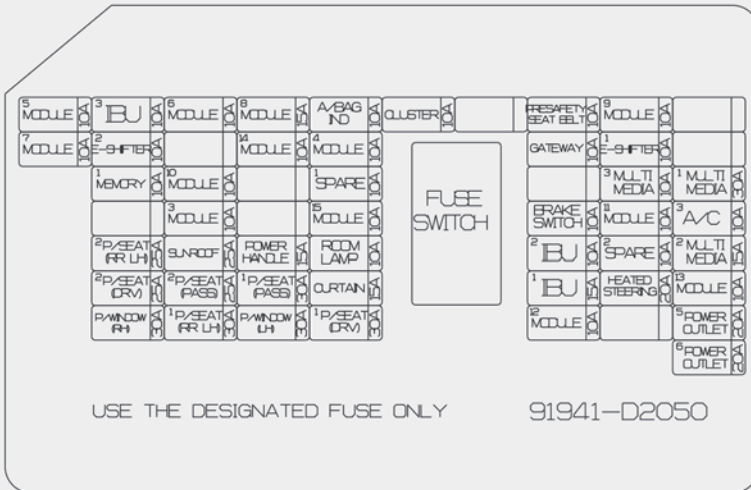 5 MODULE 10A 3 IBU 10A 6 MODULE 10A 8 MODULE 15A A/BAG IND 10A CLUSTER 10A PRESAFETY SEAT BELT 10A 9 MODULE 10A
7 MODULE 10A 2 E-SHIFTER 10A 14 MODULE 10A 4 MODULE 10A GATEWAY 10A 1 E-SHIFTER 10A
1 MEMORY 10A 10 MODULE 10A 1 SPARE 10A 3 MULTI MEDIA 10A 1 MULTI MEDIA 30A
3 MODULE 10A 15 MODULE 10A BRAKE SWITCH 10A 11 MODULE 10A 3 A/C 10A
2 P/SEAT (RR LH) 25A SUNROOF 25A POWER HANDLE 15A ROOM LAMP 10A 2 IBU 10A 2 SPARE 20A 2 MULTI MEDIA 15A
2 P/SEAT (DRV) 25A 2 P/SEAT (PASS) 25A 1 P/SEAT (PASS) 30A CURTAIN 15A 1 IBU 15A HEATED STEERING 20A 13 MODULE 10A
P/WINDOW (RH) 30A 1 P/SEAT (RR LH) 30A P/WINDOW (LH) 30A 1 P/SEAT (DRV) 30A 12 MODULE 10A 5 POWER OUTLET 20A
6 POWER OUTLET 20A
FUSE
SWITCH
USE THE DESIGNATED FUSE ONLY 91941-D2050